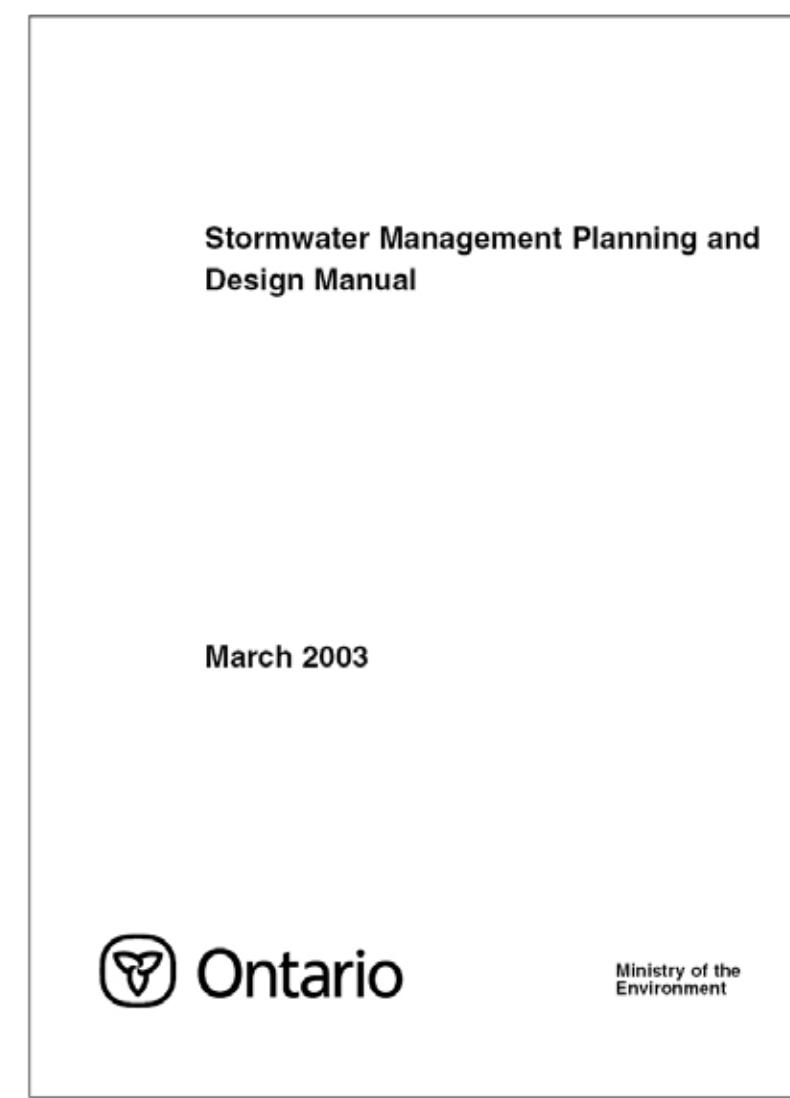 Stormwater Management Planning and
Design Manual
March 2003
Ontario
Ministry of the
Environment